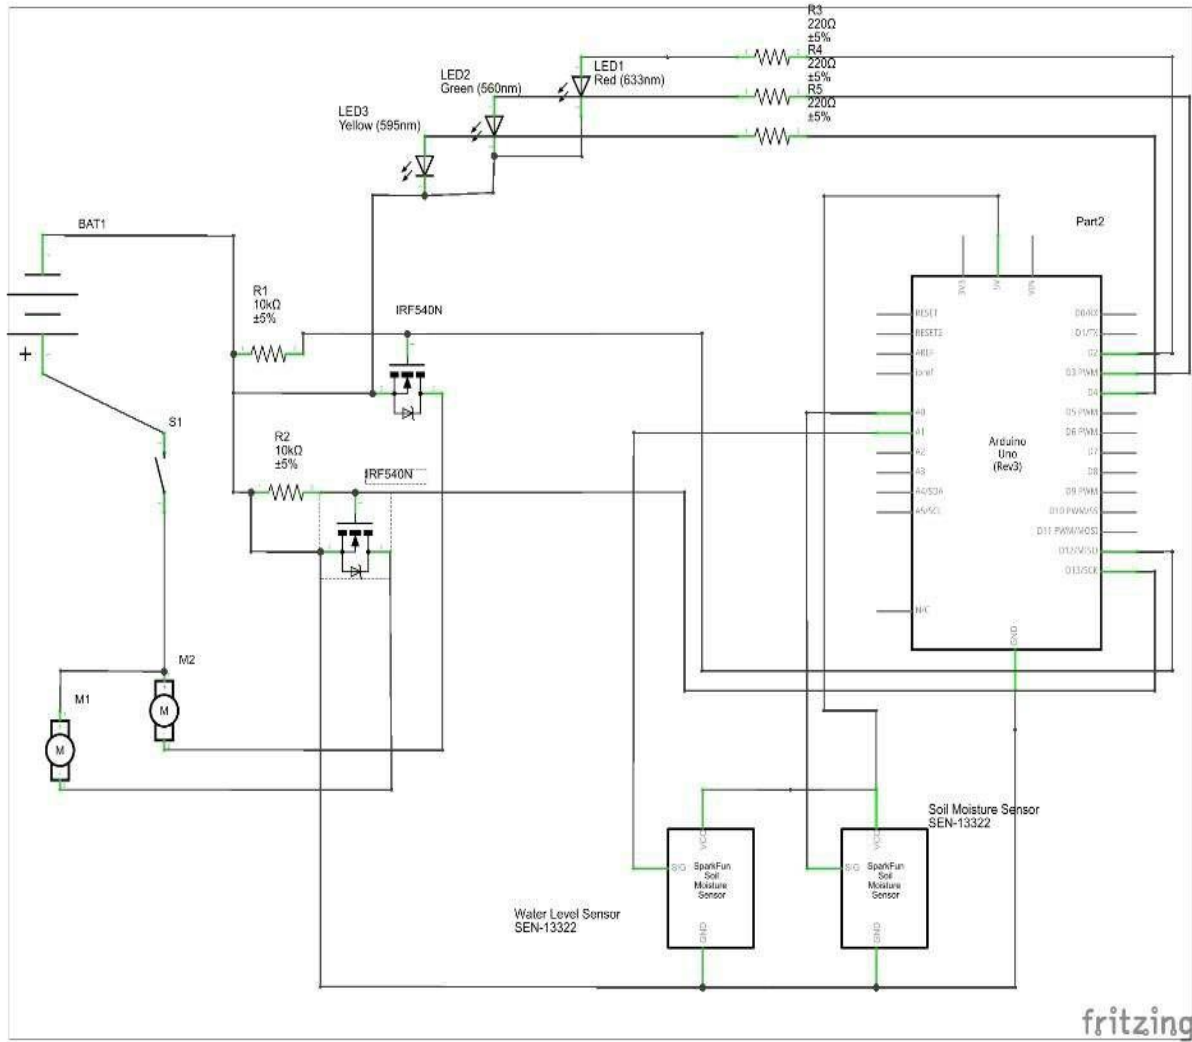 R3
220Ω
±5%
R4
220Ω
±5%
R5
220Ω
±5%
LED1
Red (633nm)
LED2
Green (560nm)
LED3
Yellow (595nm)
BAT1
+
R1
10kΩ
±5%
IRF540N
S1
R2
10kΩ
±5%
IRF540N
M2
M
M1
M
Part2
3V3
5V
VIN
RESET
RESET2
AREF
ioref
A0
A1
A2
A3
A4/SDA
A5/SCL
N/C
Arduino
Uno
(Rev3)
D0/RX
D1/TX
D2
D3 PWM
D4
D5 PWM
D6 PWM
D7
D8
D9 PWM
D10 PWM/SS
D11 PWM/MOSI
D12/MISO
D13/SCK
GND
Water Level Sensor
SEN-13322
VCC
SIG
SparkFun
Soil
Moisture
Sensor
GND
Soil Moisture Sensor
SEN-13322
VCC
SIG
SparkFun
Soil
Moisture
Sensor
GND
fritzing